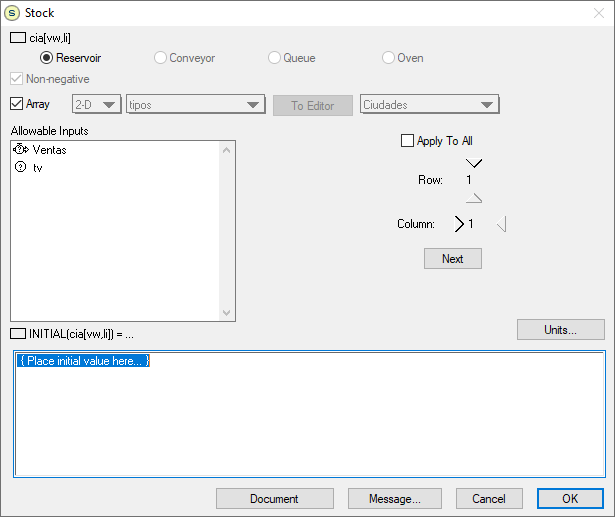 S Stock
cia[vw,li]
Reservoir Conveyor Queue Oven
Non-negative
Array 2-D tipos To Editor Ciudades
Allowable Inputs
Apply To All
? Ventas
? tv
Row: 1
Column: 1
Next
Units...
INITIAL(cia[vw,li]) = ...
{ Place initial value here... }
Document Message... Cancel OK